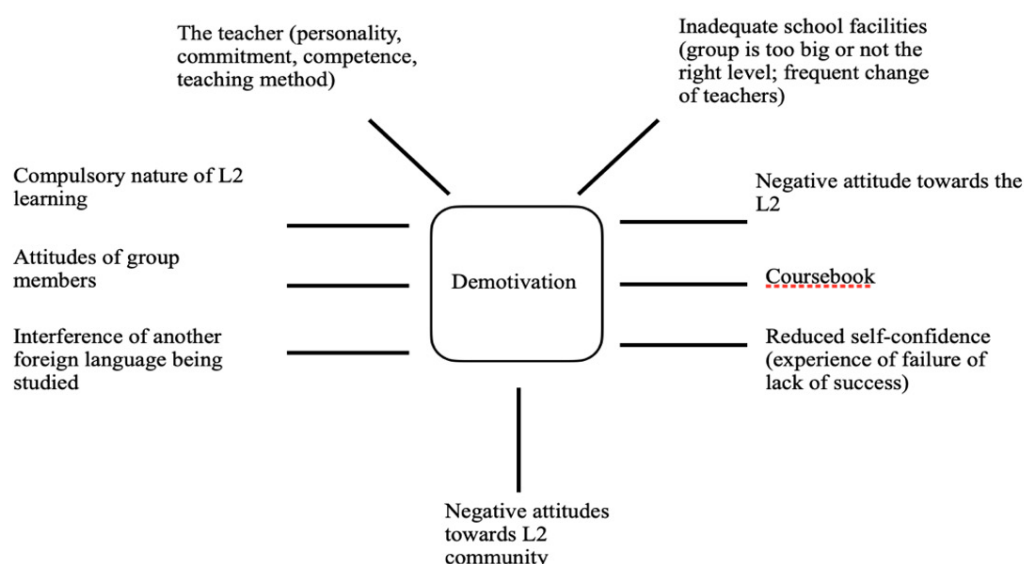 The teacher (personality,
commitment, competence,
teaching method)
Inadequate school facilities
(group is too big or not the
right level; frequent change
of teachers)
Compulsory nature of L2
learning
Attitudes of group
members
Interference of another
foreign language being
studied
Demotivation
Negative attitude towards the
L2
Coursebook
Reduced self-confidence
(experience of failure of
lack of success)
Negative attitudes
towards L2
community